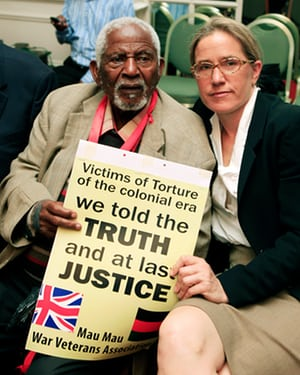 Victims of Torture
of the colonial era
we told the
TRUTH
and at last
JUSTICE
Mau Mau
War Veterans Association